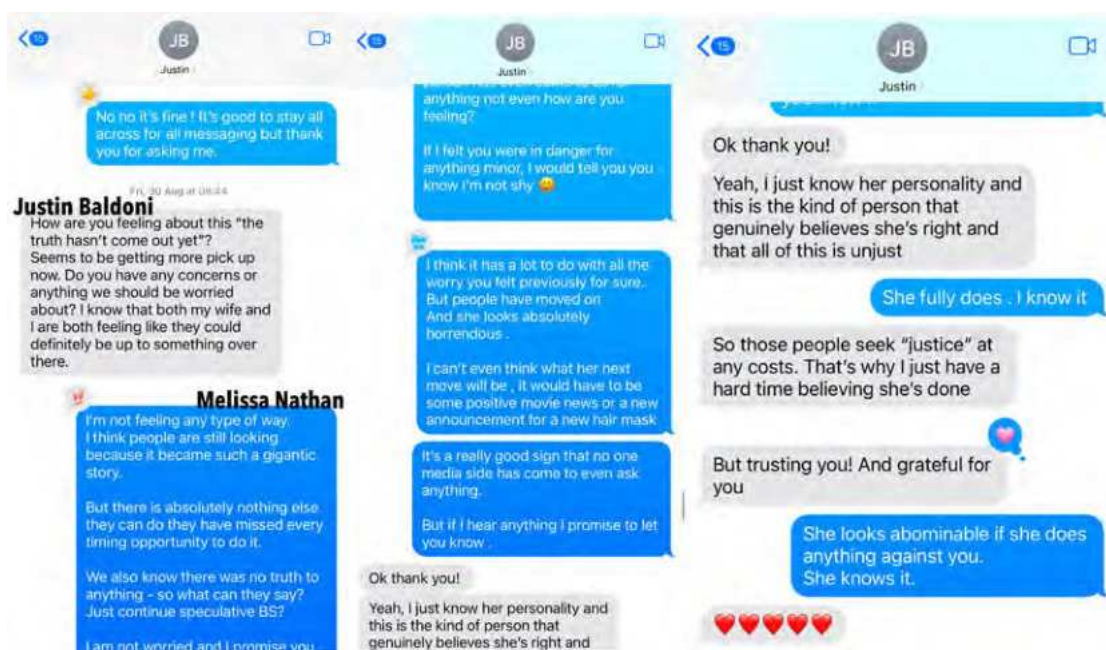 15
JB
Justin
No no it's fine ! It's good to stay all
across for all messaging but thank
you for asking me.
Fri, 30 Aug at
Justin Baldoni
How are you feeling about this "the
truth hasn't come out yet"?
Seems to be getting more pick up
now. Do you have any concerns or
anything we should be worried
about? I know that both my wife and
I are both feeling like they could
definitely be up to something over
there.
Melissa Nathan
I'm not feeling any type of way.
I think people are still looking
because it became such a gigantic
story.
But there is absolutely nothing else
they can do they have missed every
timing opportunity to do it.
We also know there was no truth to
anything - so what can they say?
Just continue speculative BS?
I am not worried and I promise you
15
JB
Justin
anything not even how are you
feeling?
If I felt you were in danger for
anything minor, I would tell you you
know I'm not shy 😄
I think it has a lot to do with all the
worry you felt previously for sure..
But people have moved on
And she looks absolutely
horrendous .
I can't even think what her next
move will be , it would have to be
some positive movie news or a new
announcement for a new hair mask
It's a really good sign that no one
media side has come to even ask
anything.
But if I hear anything I promise to let
you know .
Ok thank you!
Yeah, I just know her personality and
this is the kind of person that
genuinely believes she's right and
15
JB
Justin
Ok thank you!
Yeah, I just know her personality and
this is the kind of person that
genuinely believes she's right and
that all of this is unjust
She fully does . I know it
So those people seek "justice" at
any costs. That's why I just have a
hard time believing she's done
But trusting you! And grateful for
you
She looks abominable if she does
anything against you.
She knows it.
❤️❤️❤️❤️❤️